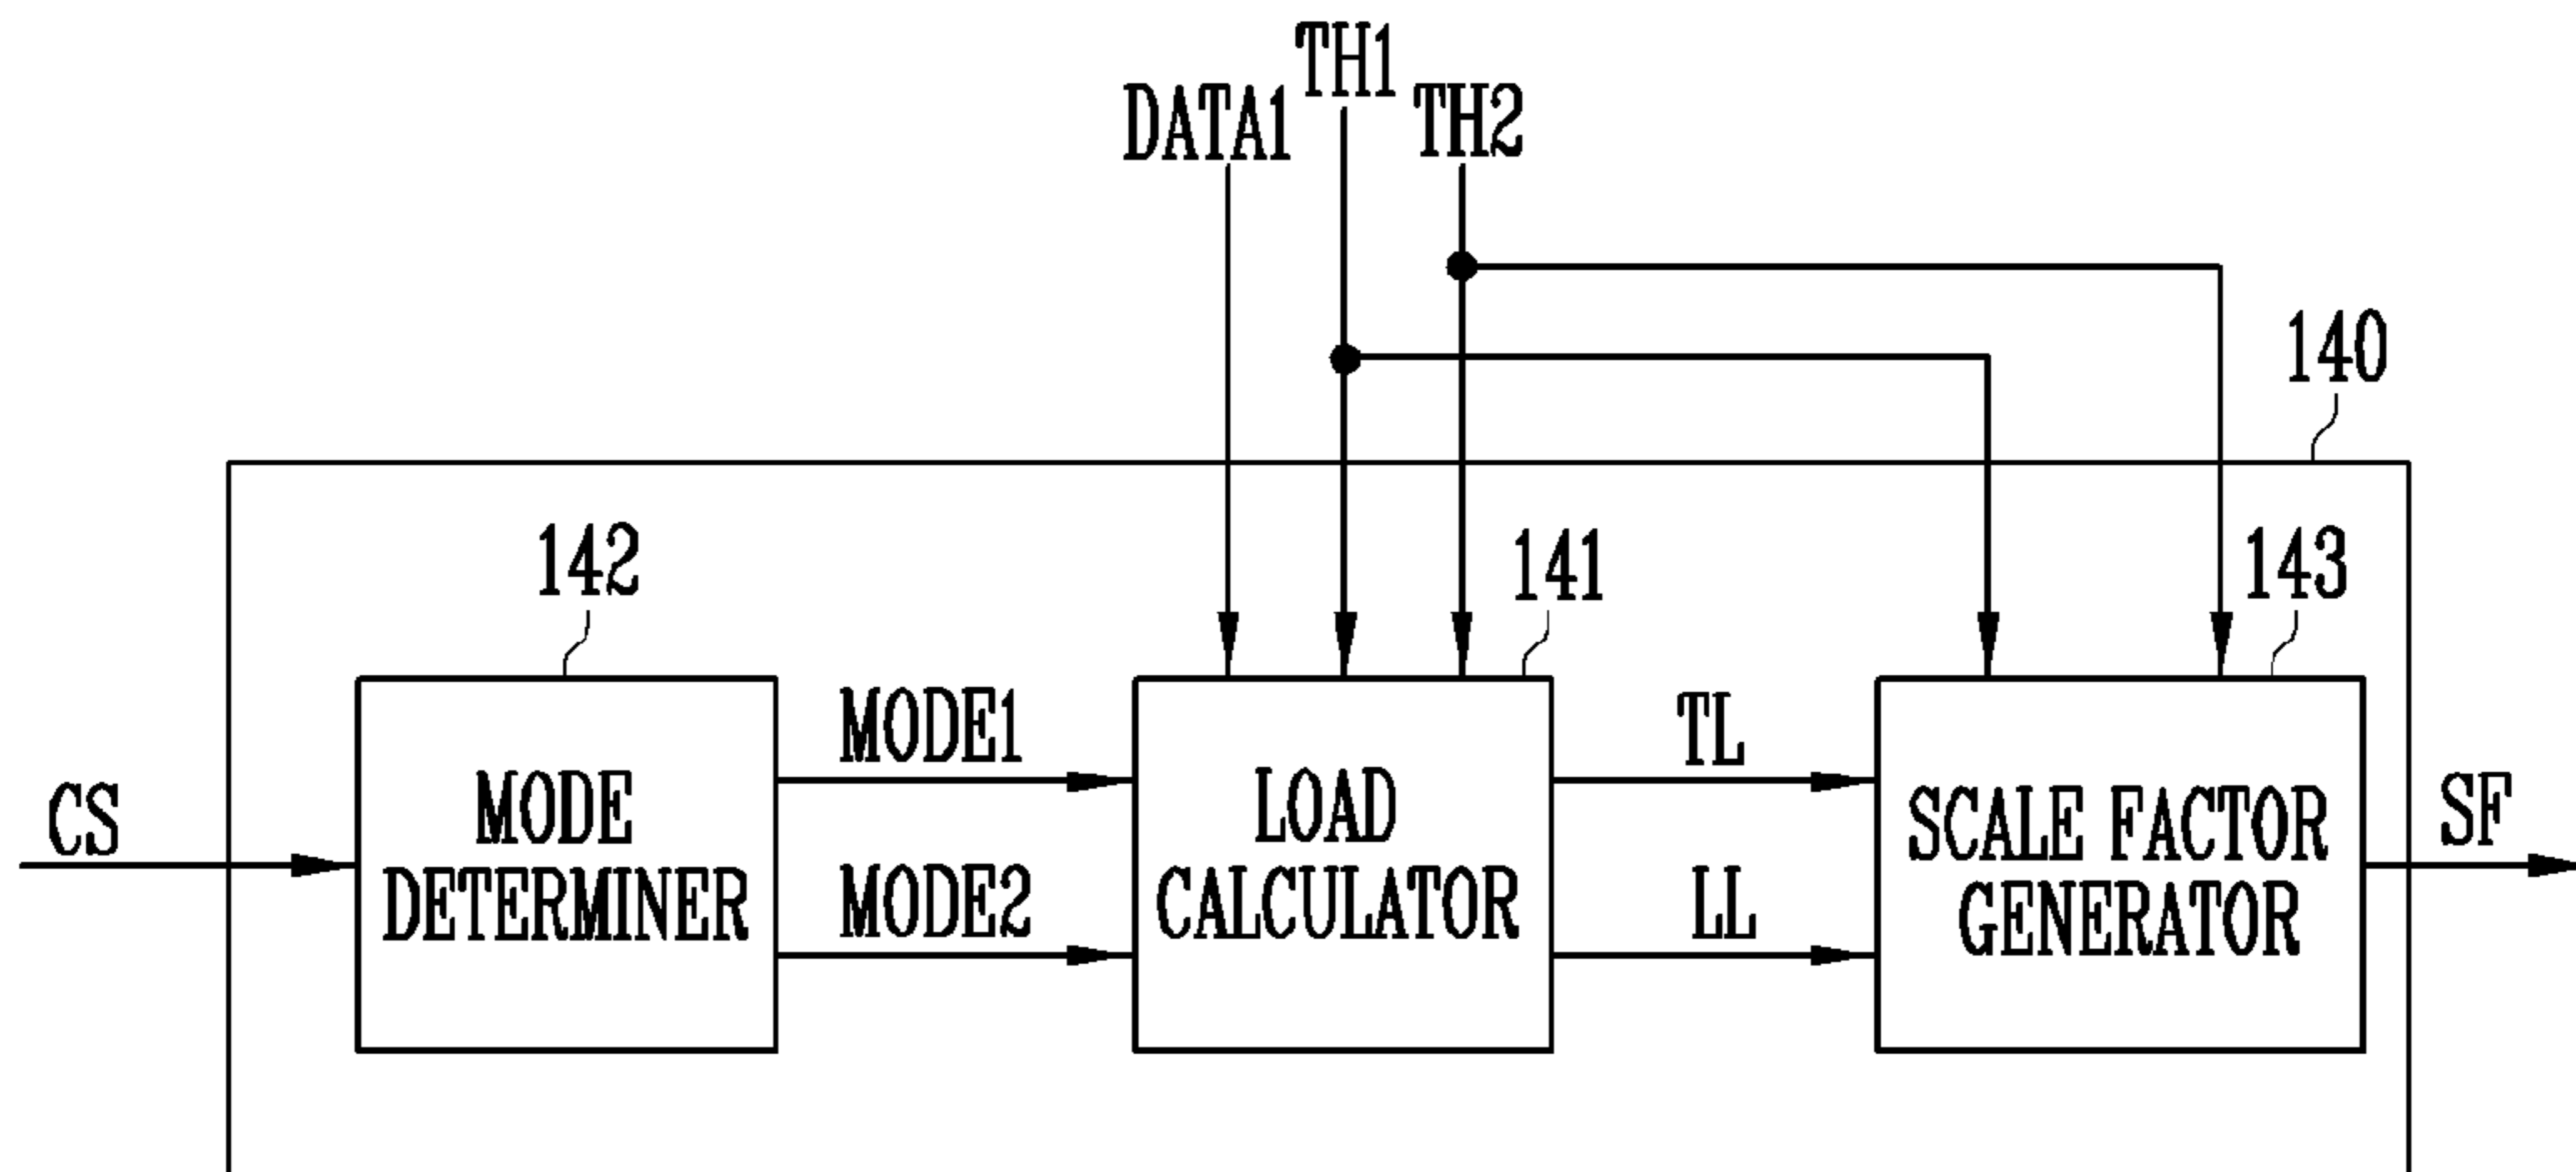 TH1
DATA1
TH2
140
142
141
143
MODE1
TL
CS
MODE
DETERMINER
LOAD
CALCULATOR
SCALE FACTOR
GENERATOR
SF
MODE2
LL